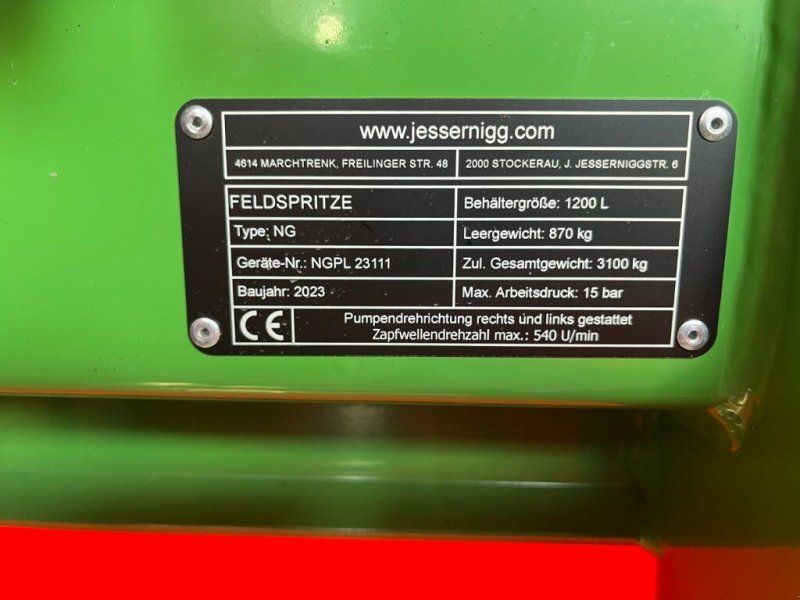 www.jessernigg.com
4614 MARCHTRENK, FREILINGER STR. 48
2000 STOCKERAU, J. JESSERNIGGSTR. 6
FELDSPRITZE
Behältergröße: 1200 L
Type: NG
Leergewicht: 870 kg
Geräte-Nr.: NGPL 23111
Zul. Gesamtgewicht: 3100 kg
Baujahr: 2023
Max. Arbeitsdruck: 15 bar
CE
Pumpendrehrichtung rechts und links gestattet
Zapfwellendrehzahl max.: 540 U/min